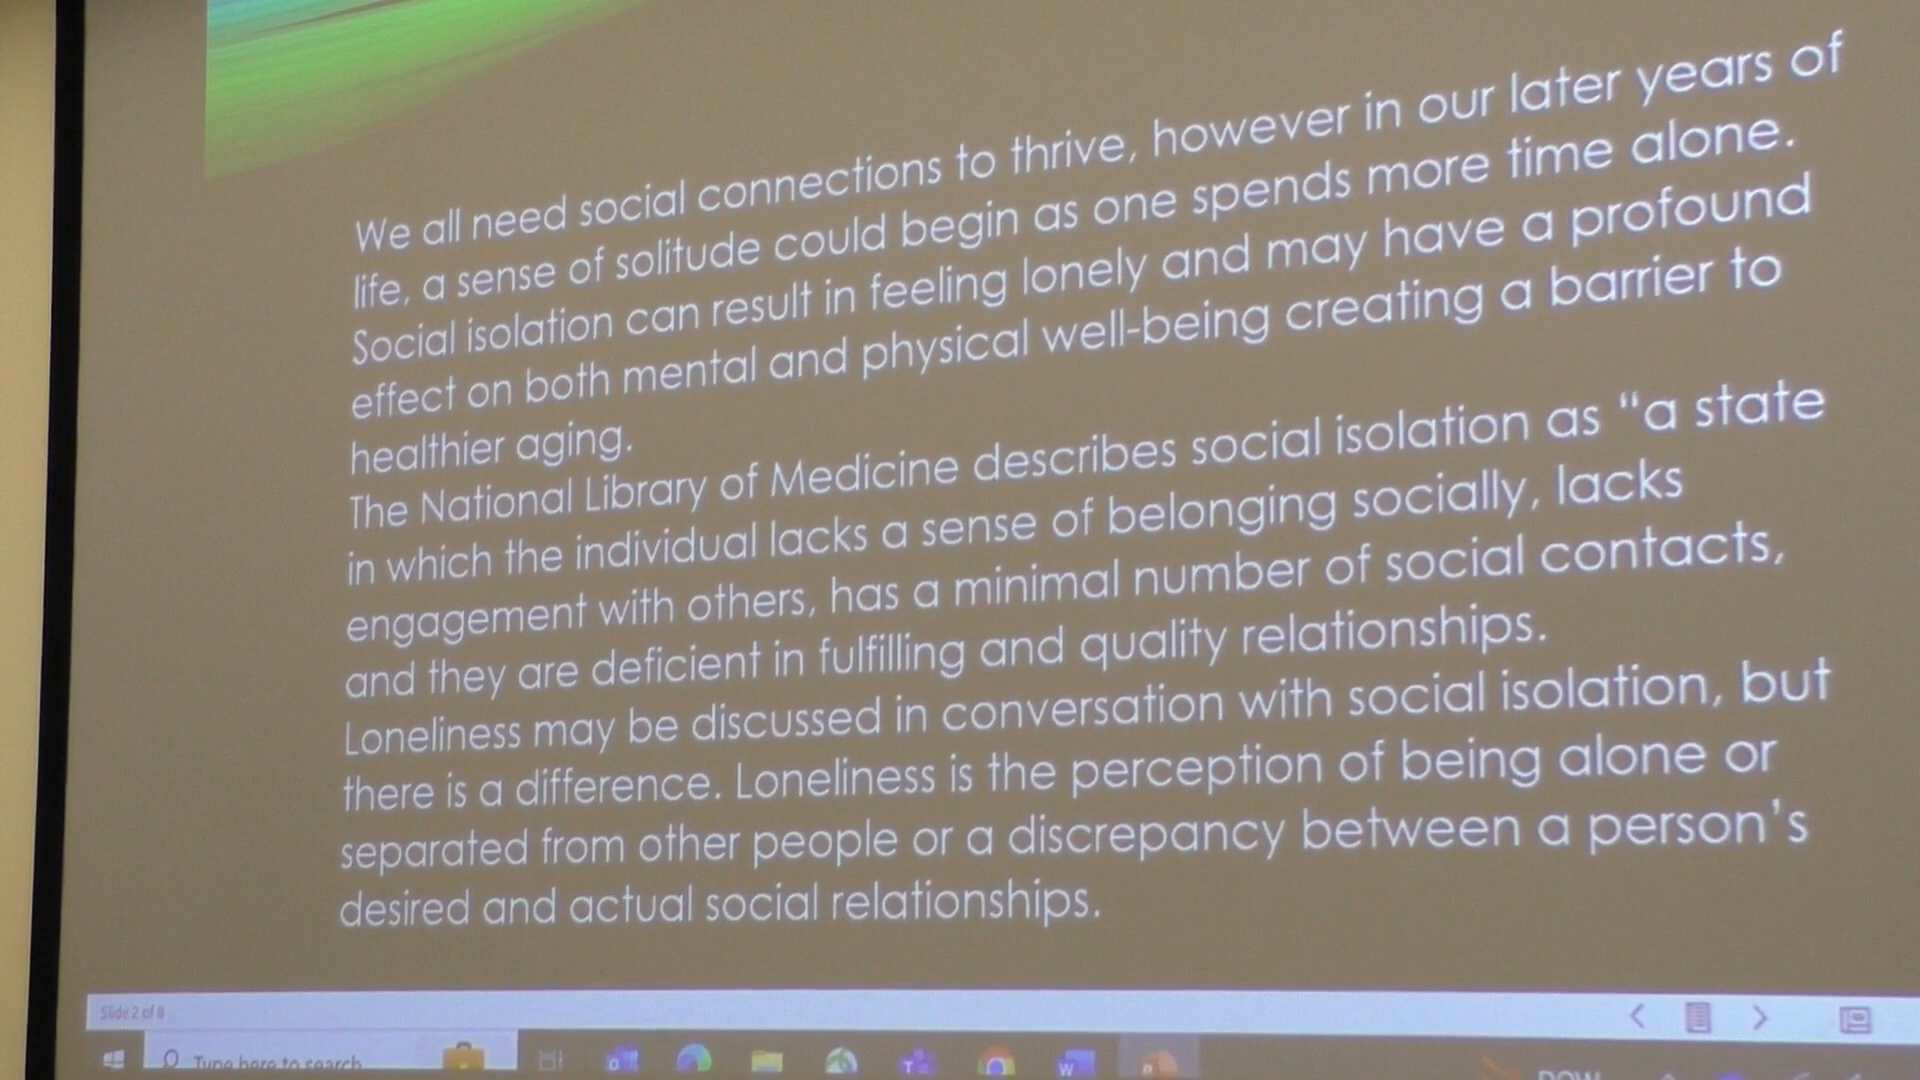 We all need social connections to thrive, however in our later years of
life, a sense of solitude could begin as one spends more time alone.
Social isolation can result in feeling lonely and may have a profound
effect on both mental and physical well-being creating a barrier to
healthier aging.
The National Library of Medicine describes social isolation as “a state
in which the individual lacks a sense of belonging socially, lacks
engagement with others, has a minimal number of social contacts,
and they are deficient in fulfilling and quality relationships.
Loneliness may be discussed in conversation with social isolation, but
there is a difference. Loneliness is the perception of being alone or
separated from other people or a discrepancy between a person's
desired and actual social relationships.
Slide 2 of 8
Type here to search
DOW